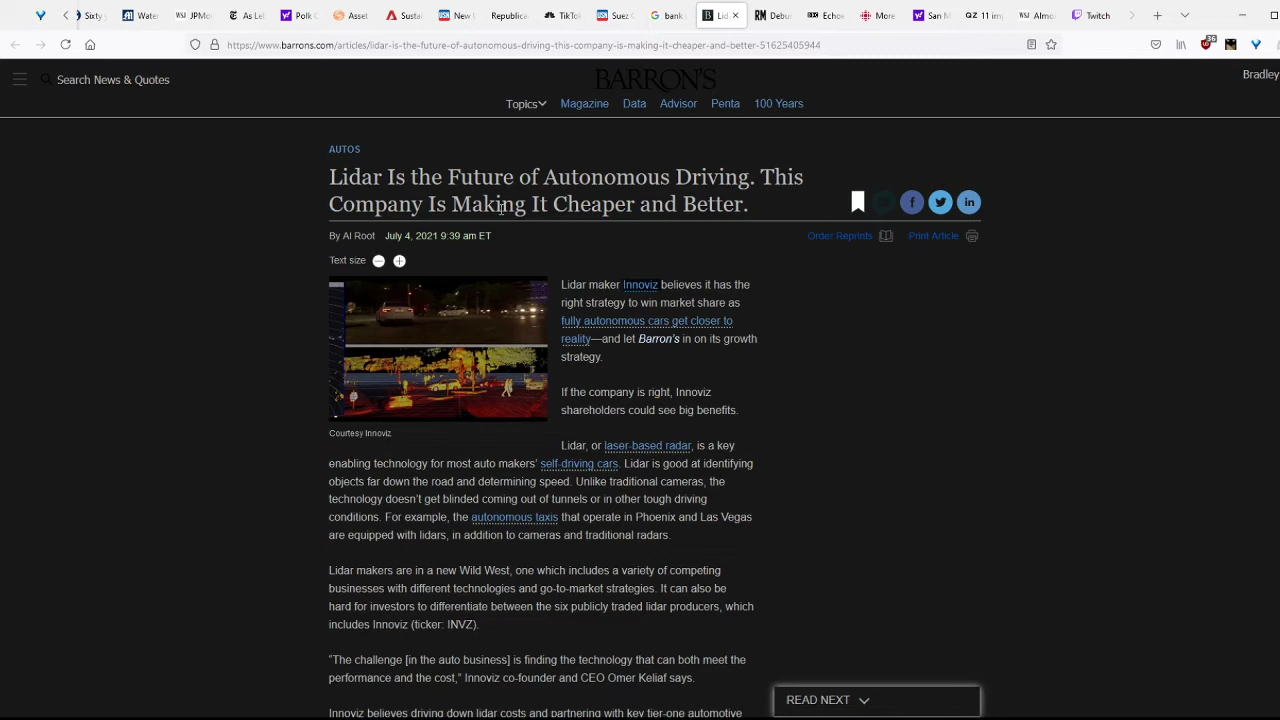 Sixty
Water
JPMo
As Lel
Polk C
Asse
Susta
New l
Republica
TikTo
Suez C
bank
Lid
Debu
Echoe
More
San M
11 im
Almo
Twitch
https://www.barrons.com/articles/lidar-is-the-future-of-autonomous-driving-this-company-is-making-it-cheaper-and-better-51625405944
36
Search News & Quotes
BARRON'S
Bradley
Topics
Magazine
Data
Advisor
Penta
100 Years
AUTOS
Lidar Is the Future of Autonomous Driving. This
Company Is Making It Cheaper and Better.
By Al Root July 4, 2021 9:39 am ET
Order Reprints
Print Article
Text size
Lidar maker Innoviz believes it has the
right strategy to win market share as
fully autonomous cars get closer to
reality—and let Barron's in on its growth
strategy.
If the company is right, Innoviz
shareholders could see big benefits.
Courtesy Innoviz
Lidar, or laser-based radar, is a key
enabling technology for most auto makers' self-driving cars. Lidar is good at identifying
objects far down the road and determining speed. Unlike traditional cameras, the
technology doesn't get blinded coming out of tunnels or in other tough driving
conditions. For example, the autonomous taxis that operate in Phoenix and Las Vegas
are equipped with lidars, in addition to cameras and traditional radars.
Lidar makers are in a new Wild West, one which includes a variety of competing
businesses with different technologies and go-to-market strategies. It can also be
hard for investors to differentiate between the six publicly traded lidar producers, which
includes Innoviz (ticker: INVZ).
"The challenge [in the auto business] is finding the technology that can both meet the
performance and the cost," Innoviz co-founder and CEO Omer Keliaf says.
Innoviz believes driving down lidar costs and partnering with key tier-one automotive
READ NEXT